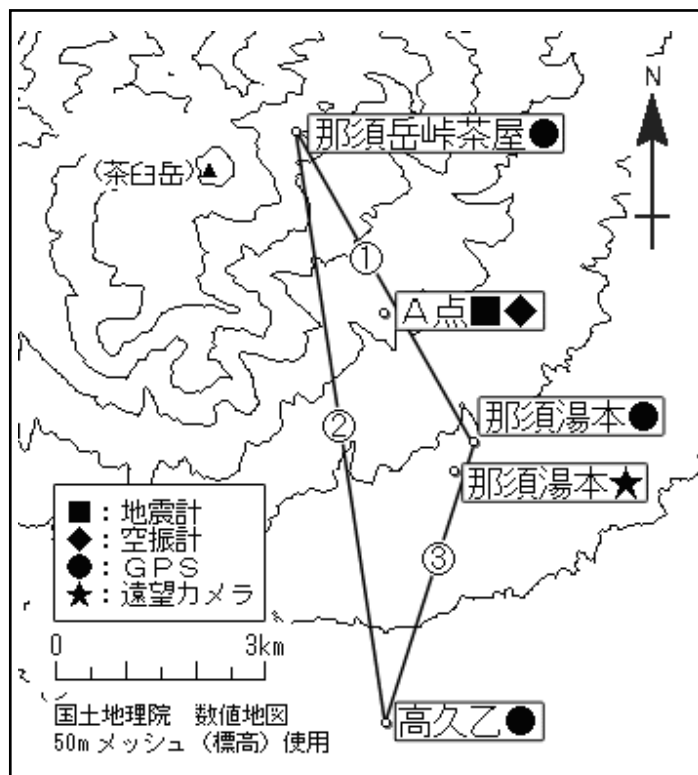 N
那須岳峠茶屋●
(茶臼岳)▲
①
A点■◆
②
那須湯本●
那須湯本★
③
■:地震計
◆:空振計
●:GPS
★:遠望カメラ
0 3km
国土地理院 数値地図
50mメッシュ(標高)使用
高久乙●